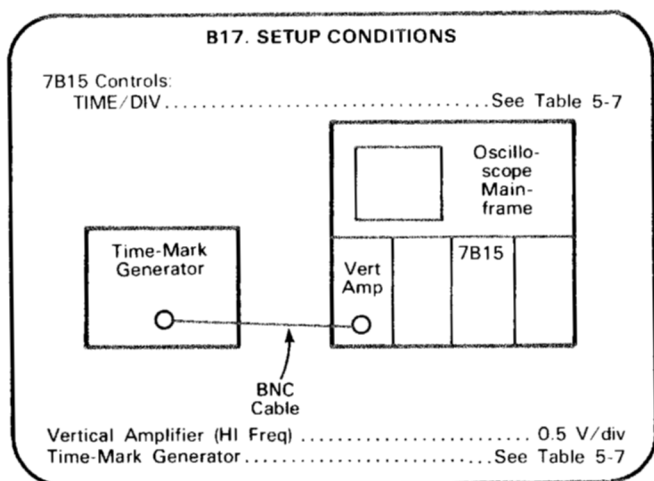 B17. SETUP CONDITIONS
7B15 Controls:
TIME/DIV..................................See Table 5-7
Oscillo-
scope
Main-
frame
Time-Mark
Generator
Vert
Amp
7B15
BNC
Cable
Vertical Amplifier (HI Freq) ........................ 0.5 V/div
Time-Mark Generator..........................See Table 5-7